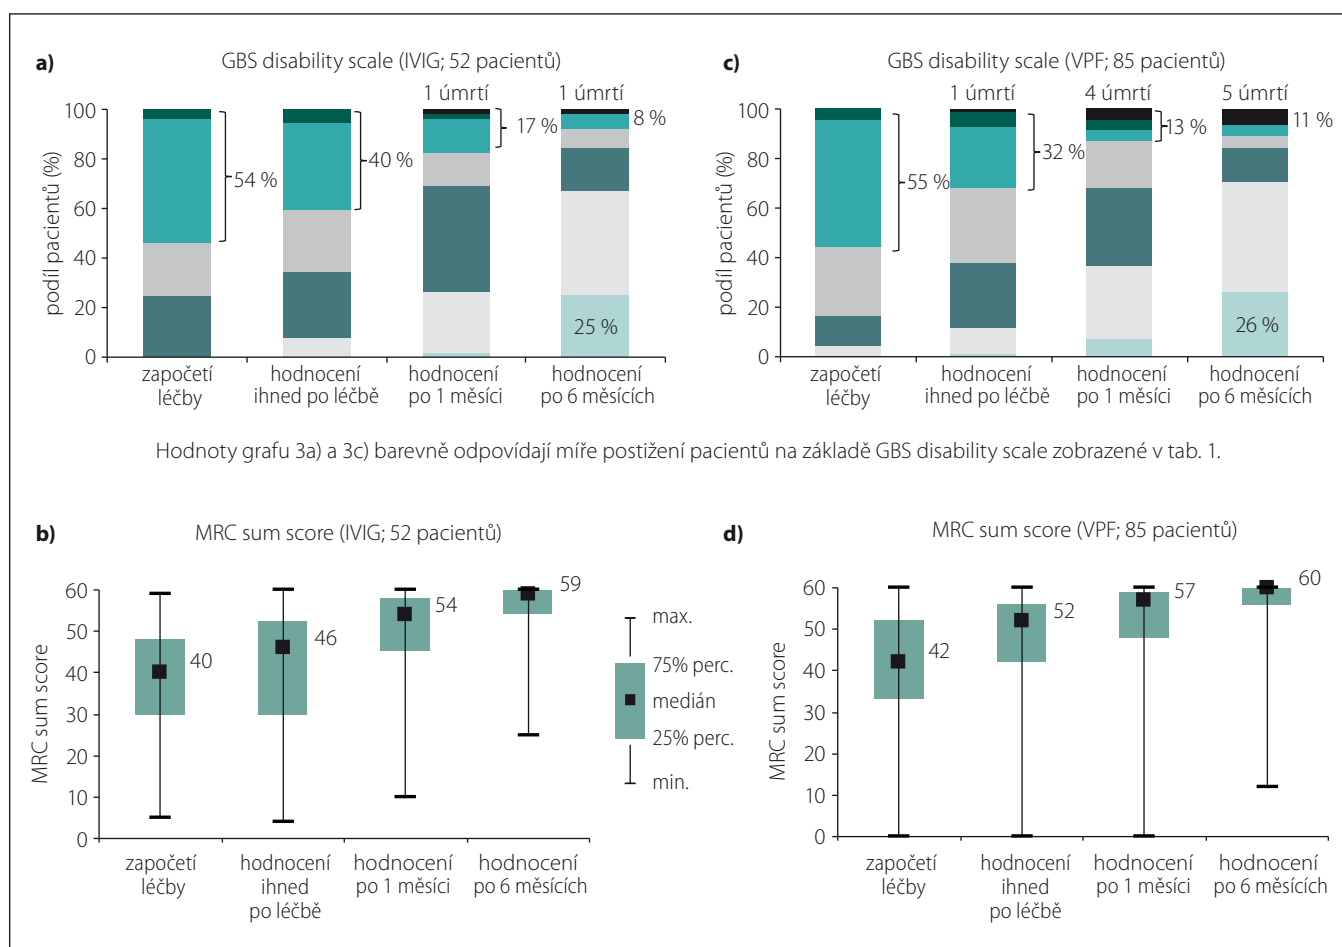 a)
GBS disability scale (IVIG; 52 pacientů)
podíl pacientů (%)
100
80
60
40
20
0
1 úmrtí
1 úmrtí
54 %
40 %
17 %
8 %
25 %
započetí
léčby
hodnocení
ihned po léčbě
hodnocení
po 1 měsíci
hodnocení
po 6 měsících
c)
GBS disability scale (VPF; 85 pacientů)
podíl pacientů (%)
100
80
60
40
20
0
1 úmrtí
4 úmrtí
5 úmrtí
55 %
32 %
13 %
11 %
26 %
započetí
léčby
hodnocení
ihned po léčbě
hodnocení
po 1 měsíci
hodnocení
po 6 měsících
Hodnoty grafu 3a) a 3c) barevně odpovídají míře postižení pacientů na základě GBS disability scale zobrazené v tab. 1.
b)
MRC sum score (IVIG; 52 pacientů)
MRC sum score
60
50
40
30
20
10
0
40
46
54
59
započetí
léčby
hodnocení
ihned
po léčbě
hodnocení
po 1 měsíci
hodnocení
po 6 měsících
max.
75% perc.
medián
25% perc.
min.
d)
MRC sum score (VPF; 85 pacientů)
MRC sum score
60
50
40
30
20
10
0
42
52
57
60
započetí
léčby
hodnocení
ihned
po léčbě
hodnocení
po 1 měsíci
hodnocení
po 6 měsících